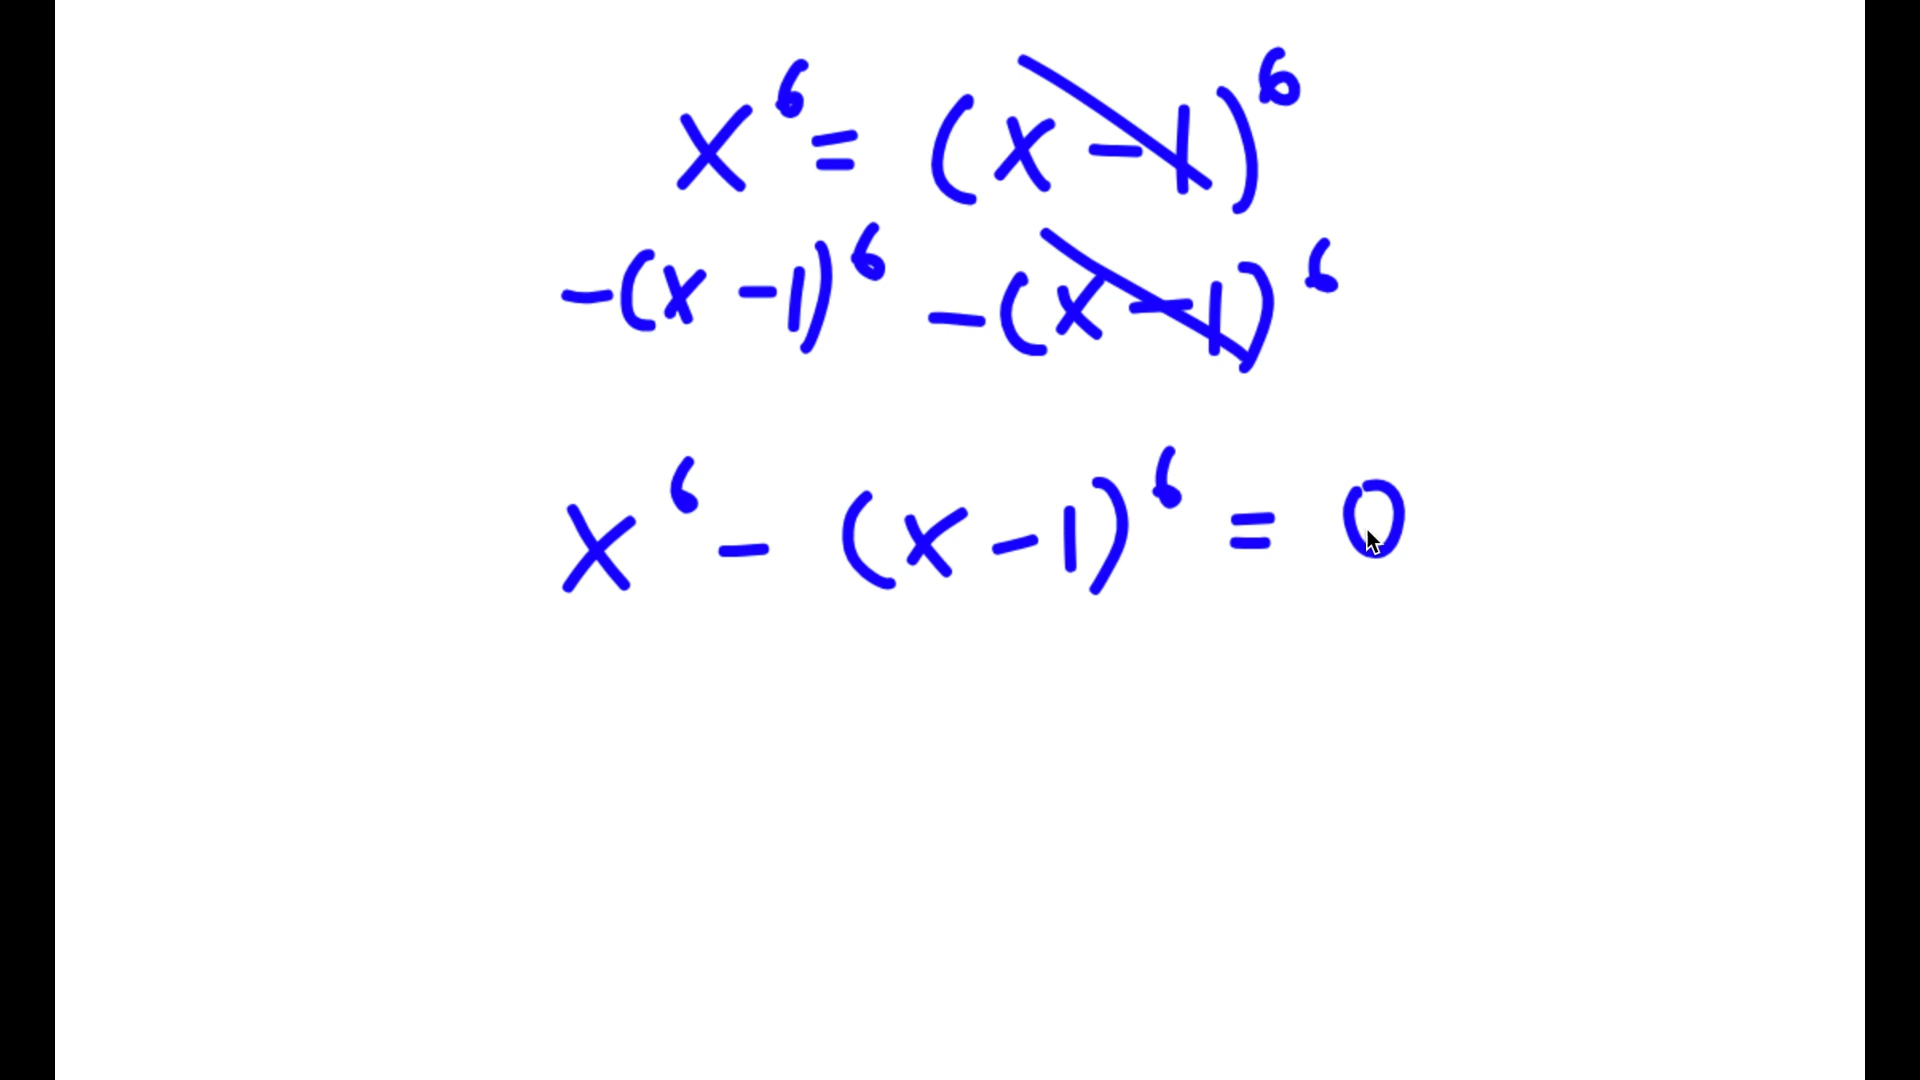 x⁶ = (x - 1)⁶
-(x - 1)⁶ -(x - 1)⁶
x⁶ - (x - 1)⁶ = 0